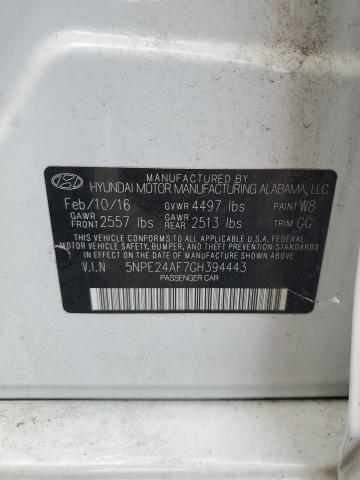 MANUFACTURED BY
HYUNDAI MOTOR MANUFACTURING ALABAMA, LLC
Feb/10/16 GVWR 4497 lbs PAINT W8
GAWR FRONT 2557 lbs GAWR REAR 2513 lbs TRIM GG
THIS VEHICLE CONFORMS TO ALL APPLICABLE U.S.A FEDERAL
MOTOR VEHICLE SAFETY, BUMPER, AND THEFT PREVENTION
STANDARDS IN EFFECT ON THE DATE OF MANUFACTURE SHOWN ABOVE.
V.I.N 5NPE24AF7GH394443
PASSENGER CAR